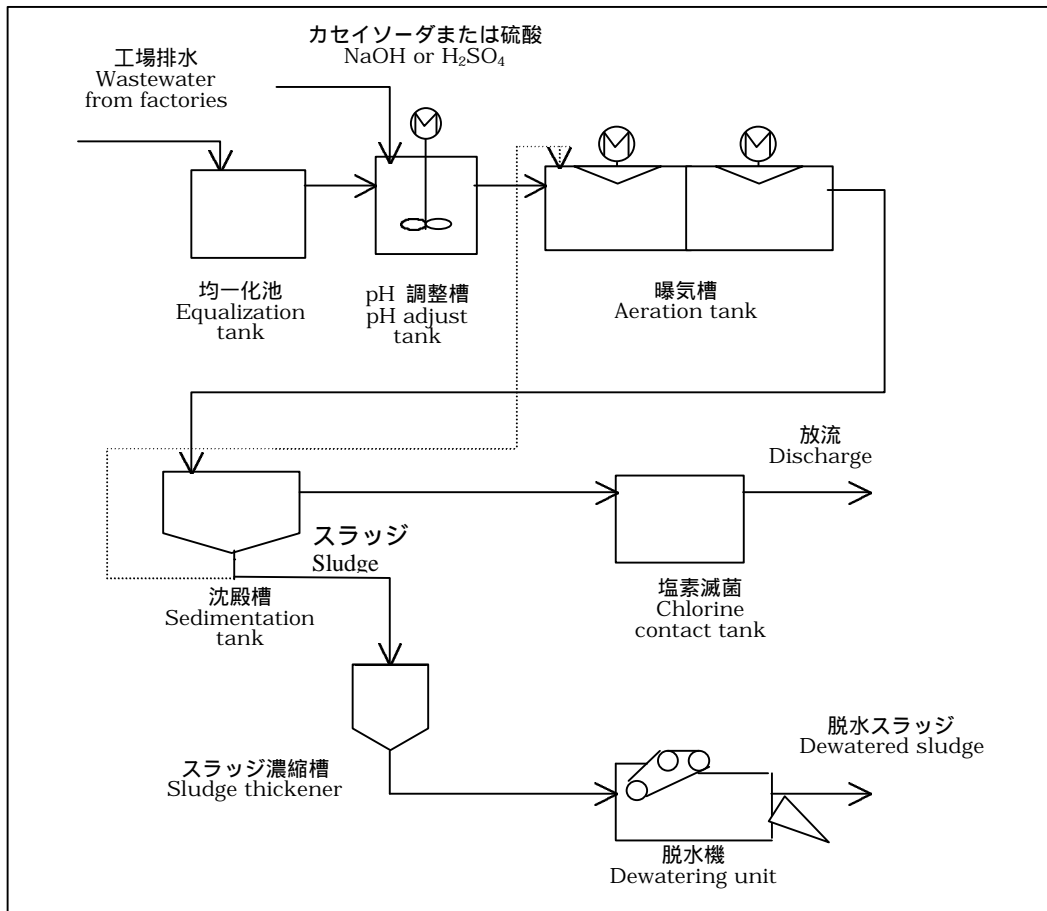 カセイソーダまたは硫酸
NaOH or H₂SO₄
工場排水
Wastewater
from factories
M
M
M
均一化池
Equalization
tank
pH 調整槽
pH adjust
tank
曝気槽
Aeration tank
放流
Discharge
スラッジ
Sludge
沈殿槽
Sedimentation
tank
塩素滅菌
Chlorine
contact tank
スラッジ濃縮槽
Sludge thickener
脱水スラッジ
Dewatered sludge
脱水機
Dewatering unit